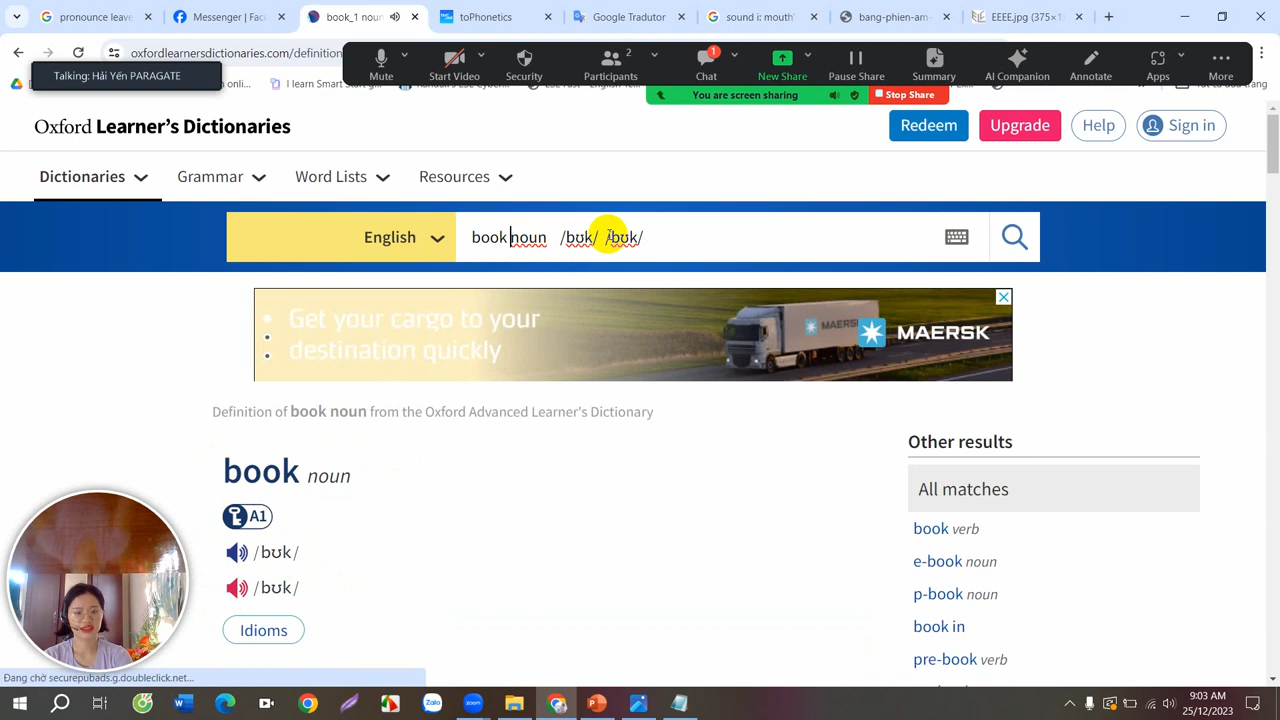 pronounce leave
Messenger | Fac
book_1 noun
toPhonetics
Google Tradutor
sound i: mouth'
bang-phien-am-
EEEE.jpg (375×1
oxfordlearnersdictionaries.com/definition
Talking: Hải Yến PARAGATE
Mute
Start Video
Security
2
Participants
1
Chat
New Share
Pause Share
Summary
AI Companion
Annotate
Apps
More
You are screen sharing
Stop Share
I learn Smart Start g...
Oxford Learner's Dictionaries
Redeem
Upgrade
Help
Sign in
Dictionaries
Grammar
Word Lists
Resources
English
book noun /bʊk/ /bʊk/
Get your cargo to your
destination quickly
MAERSK
MAERSK
Definition of book noun from the Oxford Advanced Learner's Dictionary
book noun
A1
/bʊk/
/bʊk/
Idioms
Other results
All matches
book verb
e-book noun
p-book noun
book in
pre-book verb
Đang chờ securepubads.g.doubleclick.net...
Zalo
zoom
9:03 AM
25/12/2023